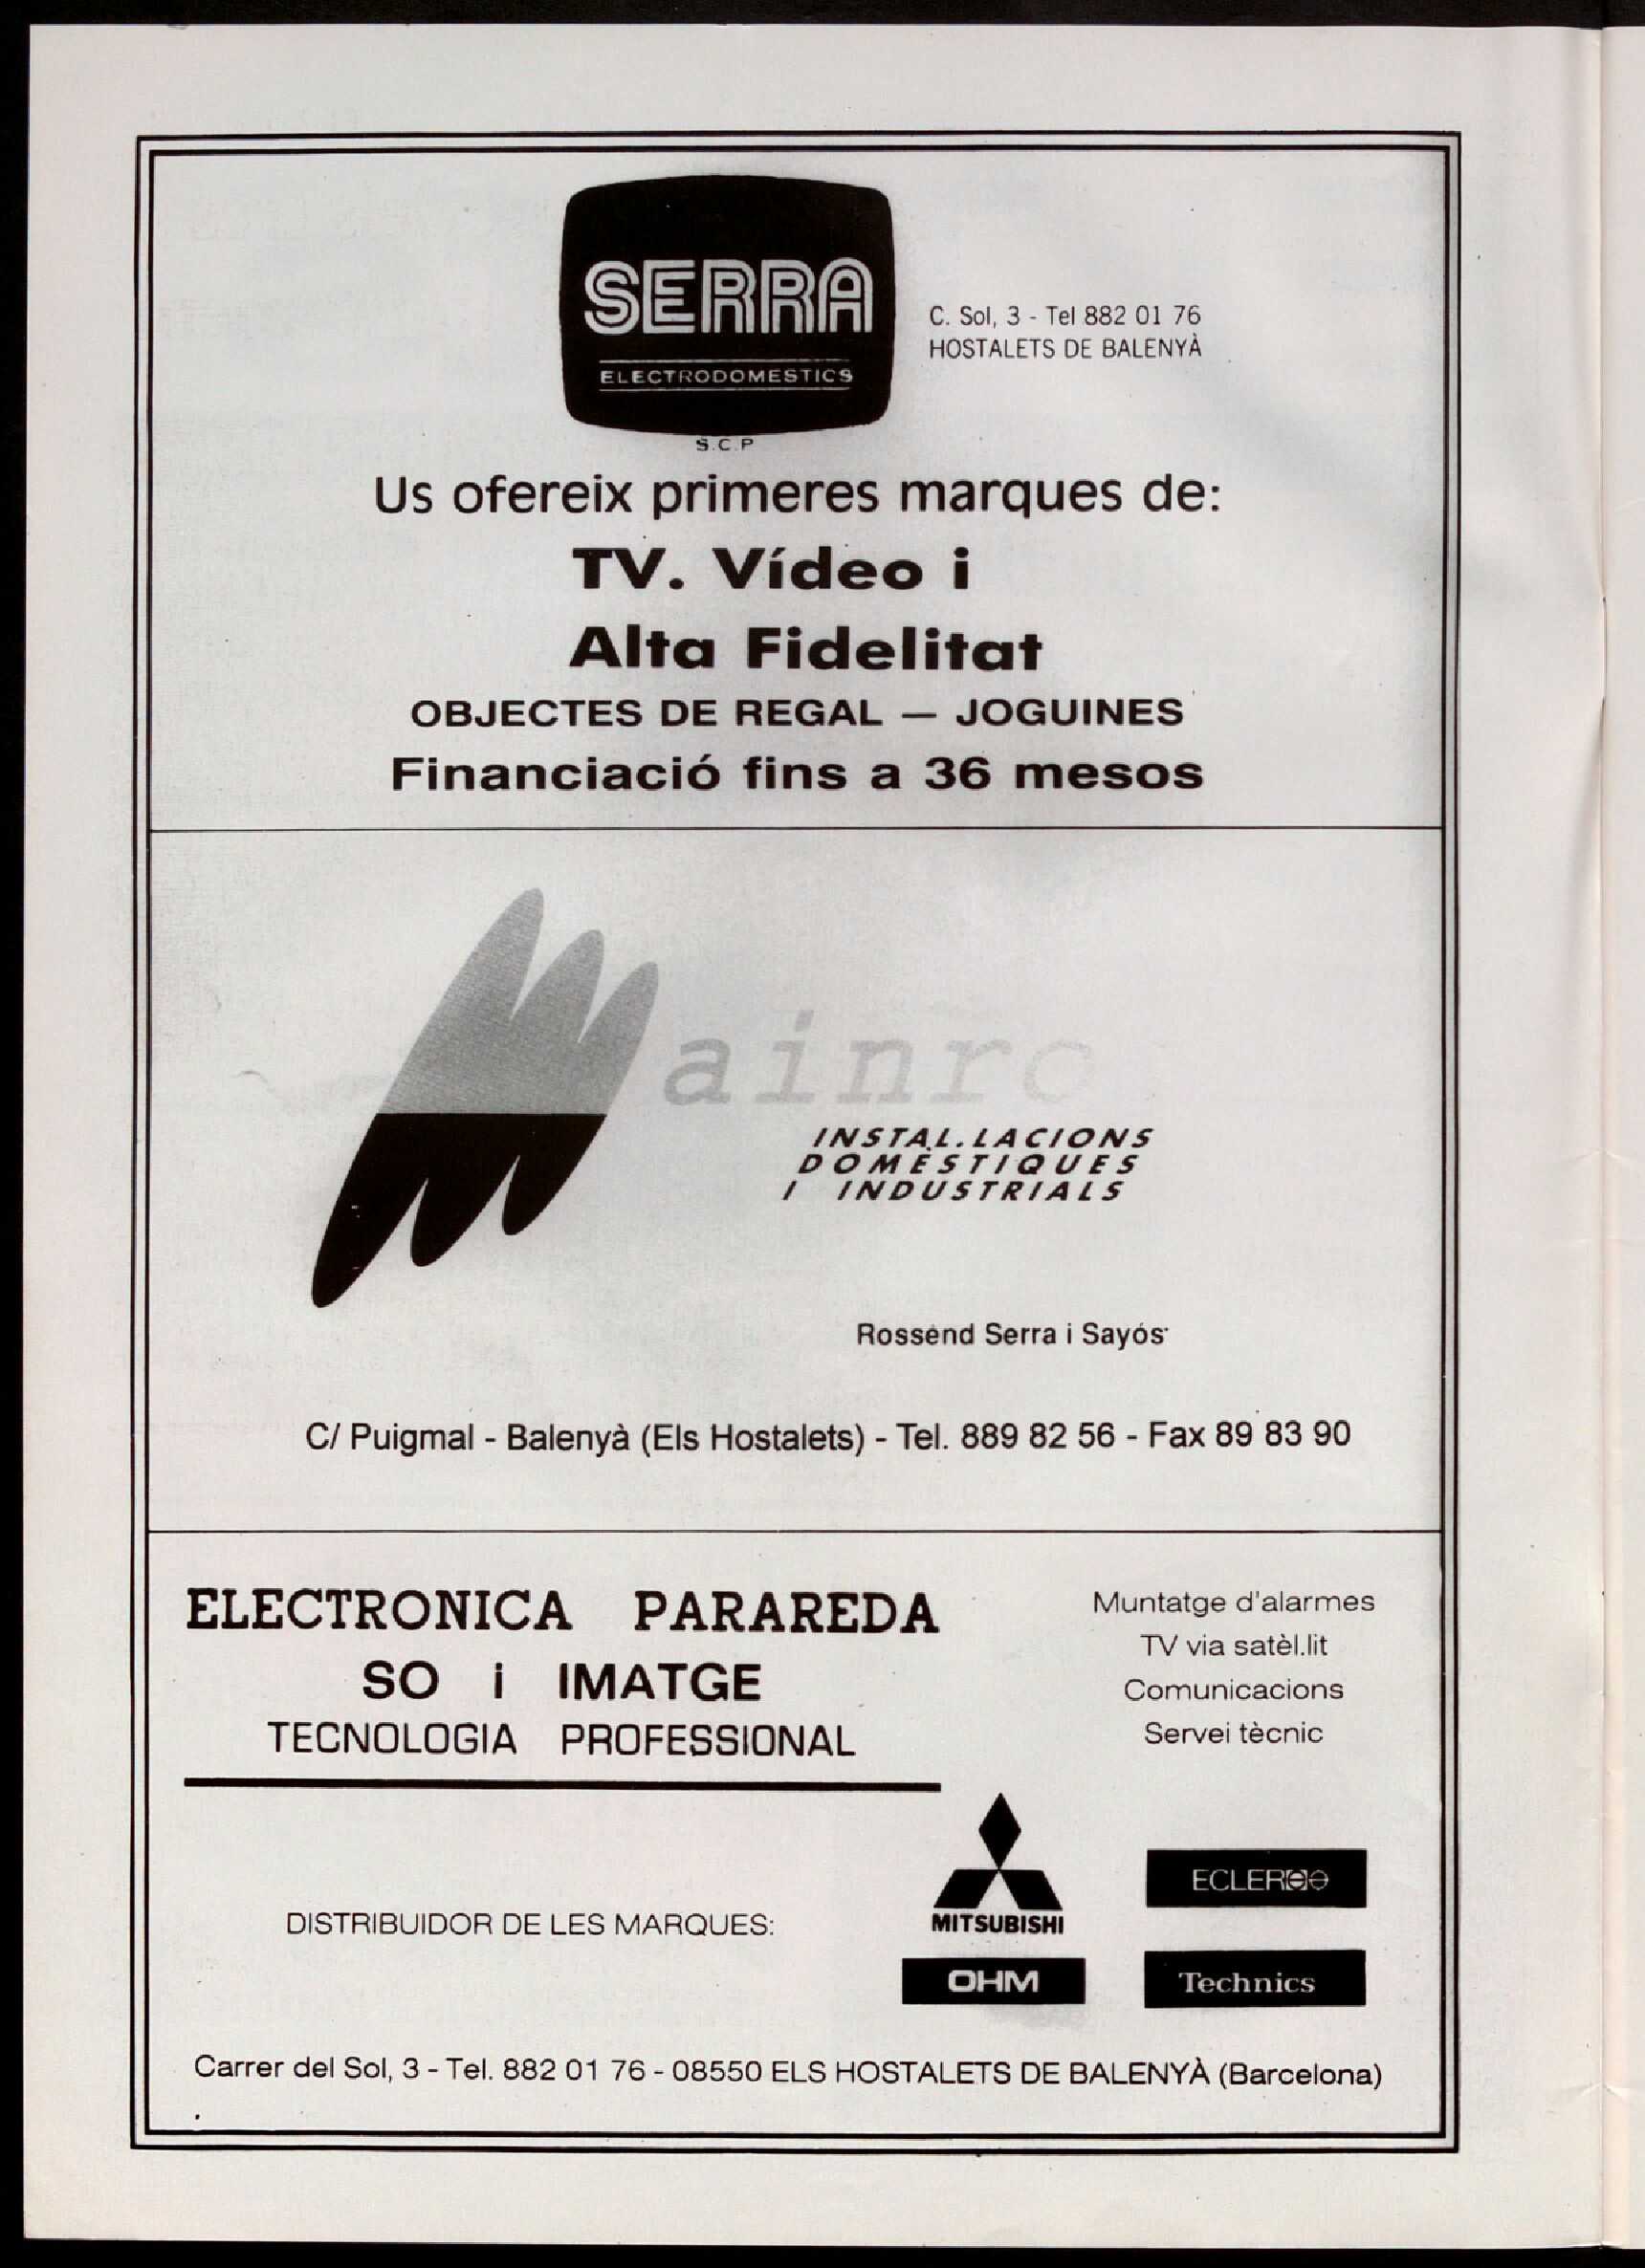 SERRA
ELECTRODOMESTICS
S.C.P
C. Sol, 3 - Tel 882 01 76
HOSTALETS DE BALENYÀ
Us ofereix primeres marques de:
TV. Vídeo i
Alta Fidelitat
OBJECTES DE REGAL — JOGUINES
Financiació fins a 36 mesos
ainro
INSTAL.LACIONS
DOMÈSTIQUES
I INDUSTRIALS
Rossend Serra i Sayós
C/ Puigmal - Balenyà (Els Hostalets) - Tel. 889 82 56 - Fax 89 83 90
ELECTRONICA PARAREDA
SO i IMATGE
TECNOLOGIA PROFESSIONAL
Muntatge d'alarmes
TV via satèl.lit
Comunicacions
Servei tècnic
DISTRIBUIDOR DE LES MARQUES:
MITSUBISHI
ECLER
OHM
Technics
Carrer del Sol, 3 - Tel. 882 01 76 - 08550 ELS HOSTALETS DE BALENYÀ (Barcelona)